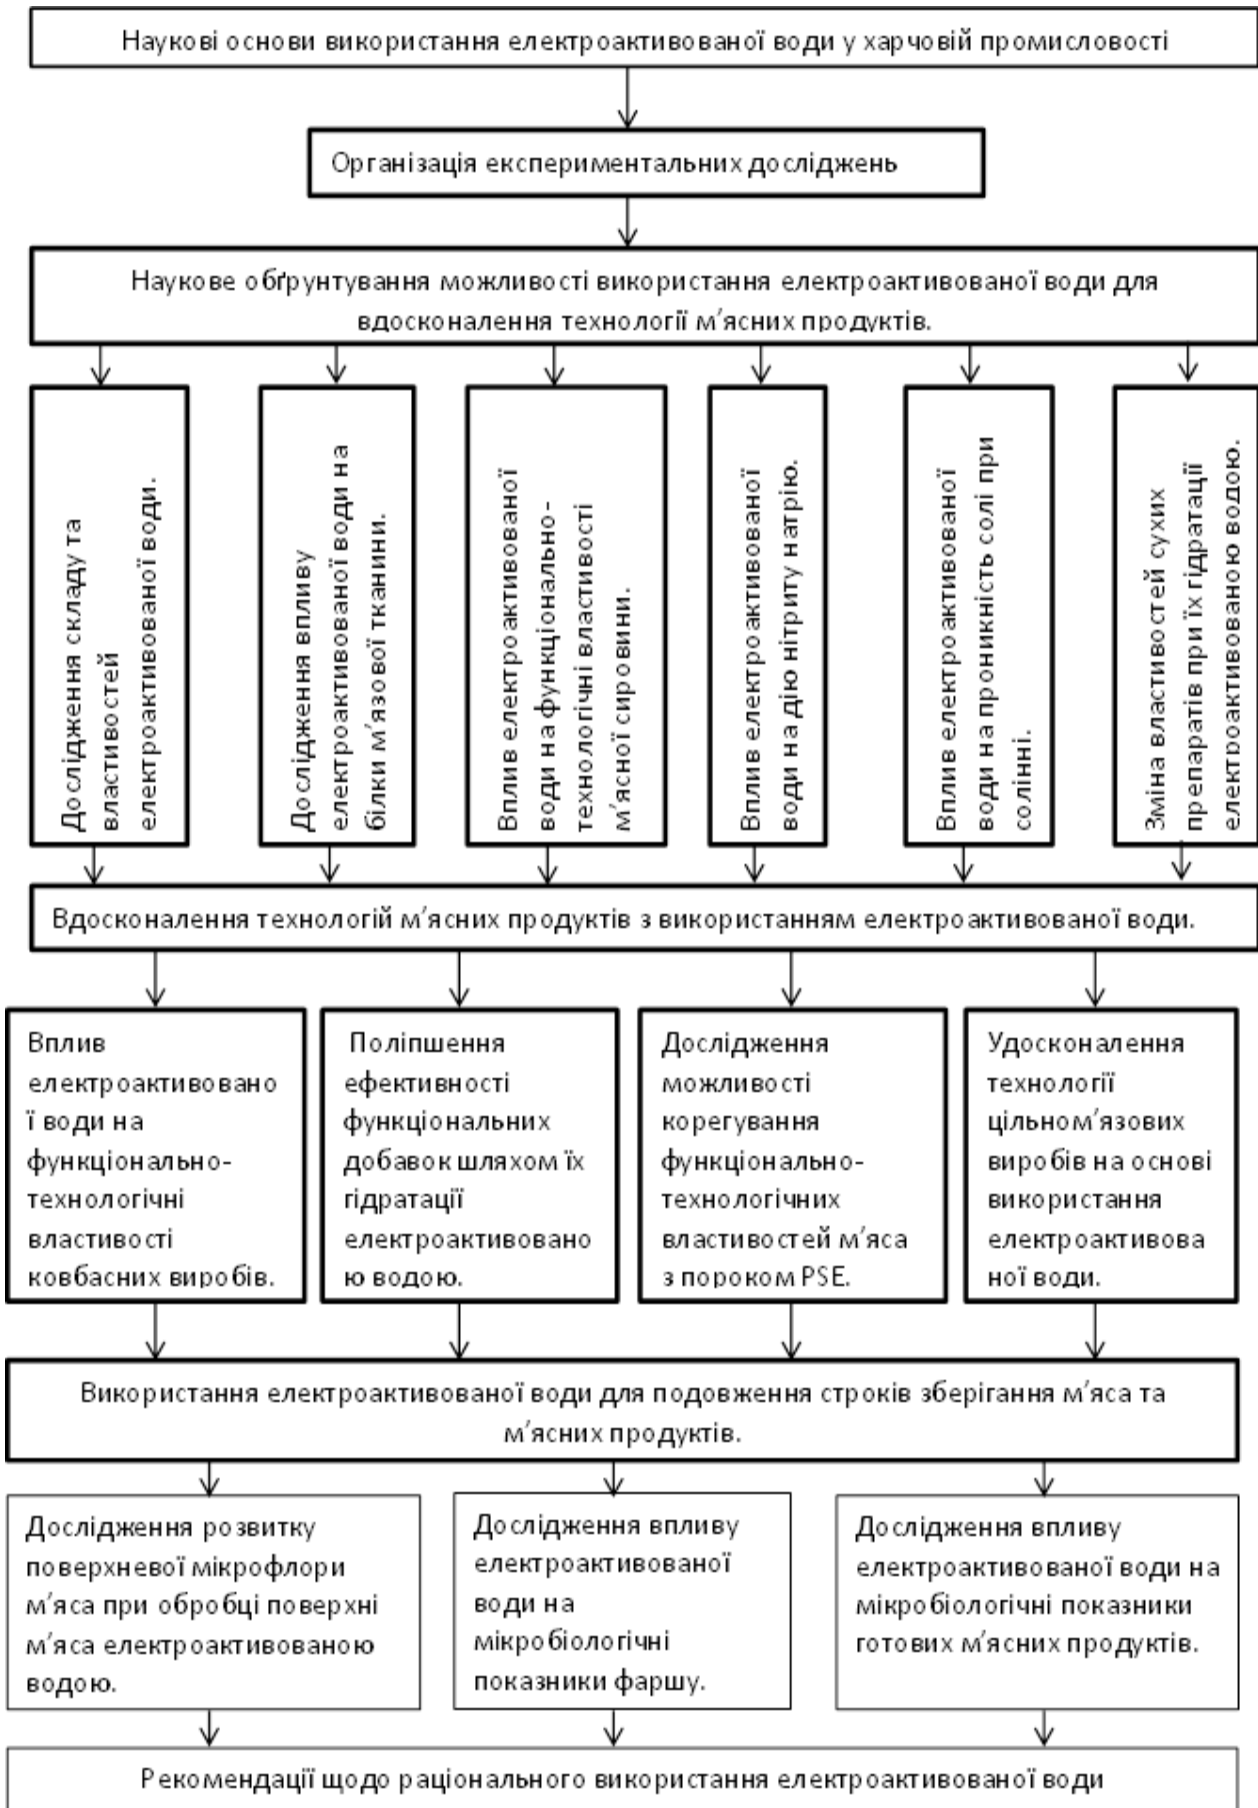 Наукові основи використання електроактивованої води у харчовій промисловості
Організація експериментальних досліджень
Наукове обґрунтування можливості використання електроактивованої води для
вдосконалення технології м'ясних продуктів.
Дослідження складу та
властивостей
електроактивованої води.
Дослідження впливу
електроактивованої води на
білки м'язової тканини.
Вплив електроактивованої
води на функціонально-
технологічні властивості
м'ясної сировини.
Вплив електроактивованої
води на дію нітриту натрію.
Вплив електроактивованої
води на проникність солі при
солінні.
Зміна властивостей сухих
препаратів при їх гідратації
електроактивованою водою.
Вдосконалення технологій м'ясних продуктів з використанням електроактивованої води.
Вплив
електроактивовано
ї води на
функціонально-
технологічні
властивості
ковбасних виробів.
Поліпшення
ефективності
функціональних
добавок шляхом їх
гідратації
електроактивовано
ю водою.
Дослідження
можливості
корегування
функціонально-
технологічних
властивостей м'яса
з пороком PSE.
Удосконалення
технології
цільном'язових
виробів на основі
використання
електроактивова
ної води.
Використання електроактивованої води для подовження строків зберігання м'яса та
м'ясних продуктів.
Дослідження розвитку
поверхневої мікрофлори
м'яса при обробці поверхні
м'яса електроактивованою
водою.
Дослідження впливу
електроактивованої
води на
мікробіологічні
показники фаршу.
Дослідження впливу
електроактивованої води на
мікробіологічні показники
готових м'ясних продуктів.
Рекомендації щодо раціонального використання електроактивованої води